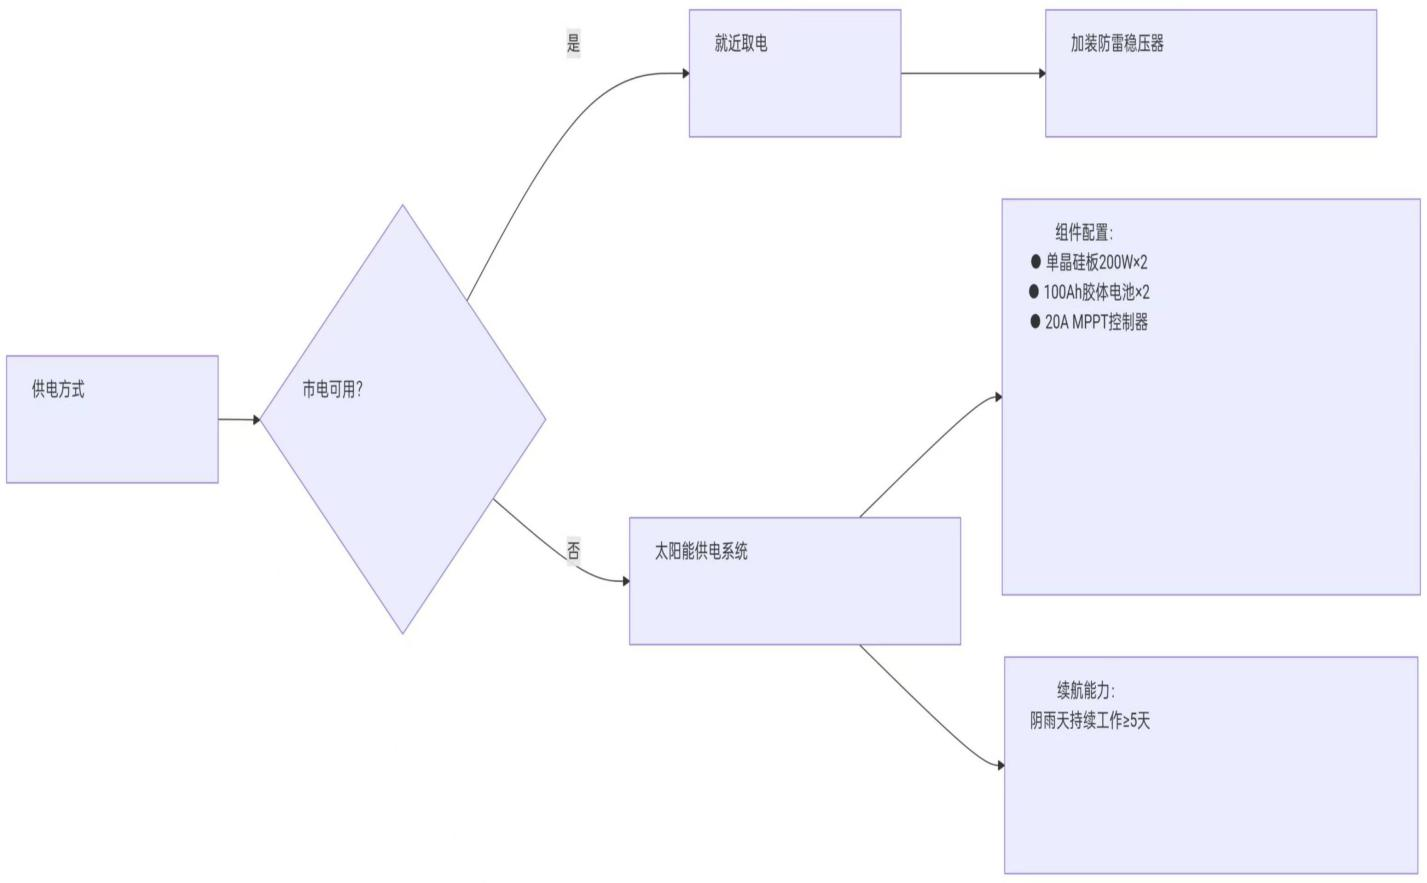 是
就近取电
加装防雷稳压器
组件配置：
● 单晶硅板200W×2
● 100Ah胶体电池×2
● 20A MPPT控制器
供电方式
市电可用？
否
太阳能供电系统
续航能力：
阴雨天持续工作≥5天